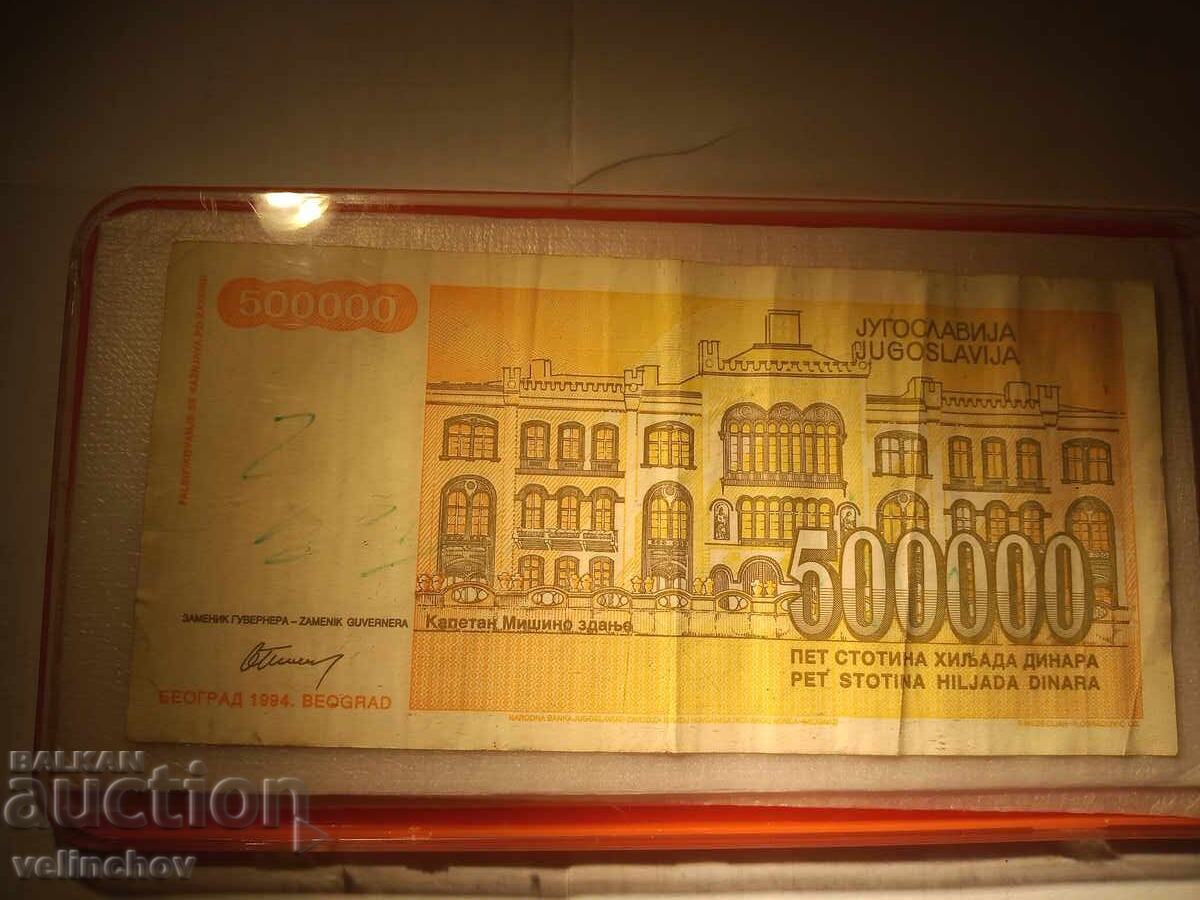 500000
ЈУГОСЛАВИЈА
JUGOSLAVIJA
500000
ЗАМЕНИК ГУВЕРНЕРА – ZAMENIK GUVERNERA
Капетан Мишино здање
ПЕТ СТОТИНА ХИЉАДА ДИНАРА
PET STOTINA HILJADA DINARA
БЕОГРАД 1994. BEOGRAD
BALKAN
auction
velinchov